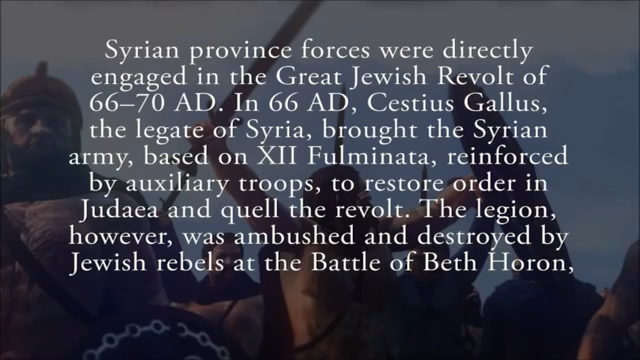 Syrian province forces were directly
engaged in the Great Jewish Revolt of
66–70 AD. In 66 AD, Cestius Gallus,
the legate of Syria, brought the Syrian
army, based on XII Fulminata, reinforced
by auxiliary troops, to restore order in
Judaea and quell the revolt. The legion,
however, was ambushed and destroyed by
Jewish rebels at the Battle of Beth Horon,